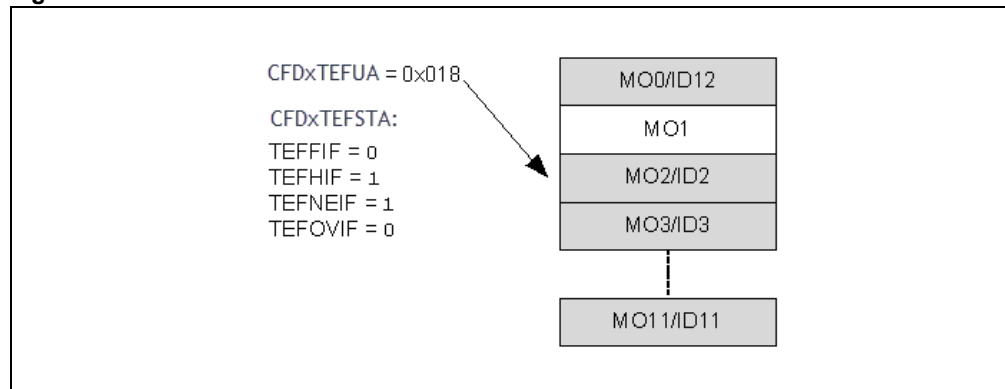 CFDxTEFUA = 0x018
CFDxTEFSTA:
TEFFIF = 0
TEFHIF = 1
TEFNEIF = 1
TEFOVIF = 0
MO0/ID12
MO1
MO2/ID2
MO3/ID3
MO11/ID11